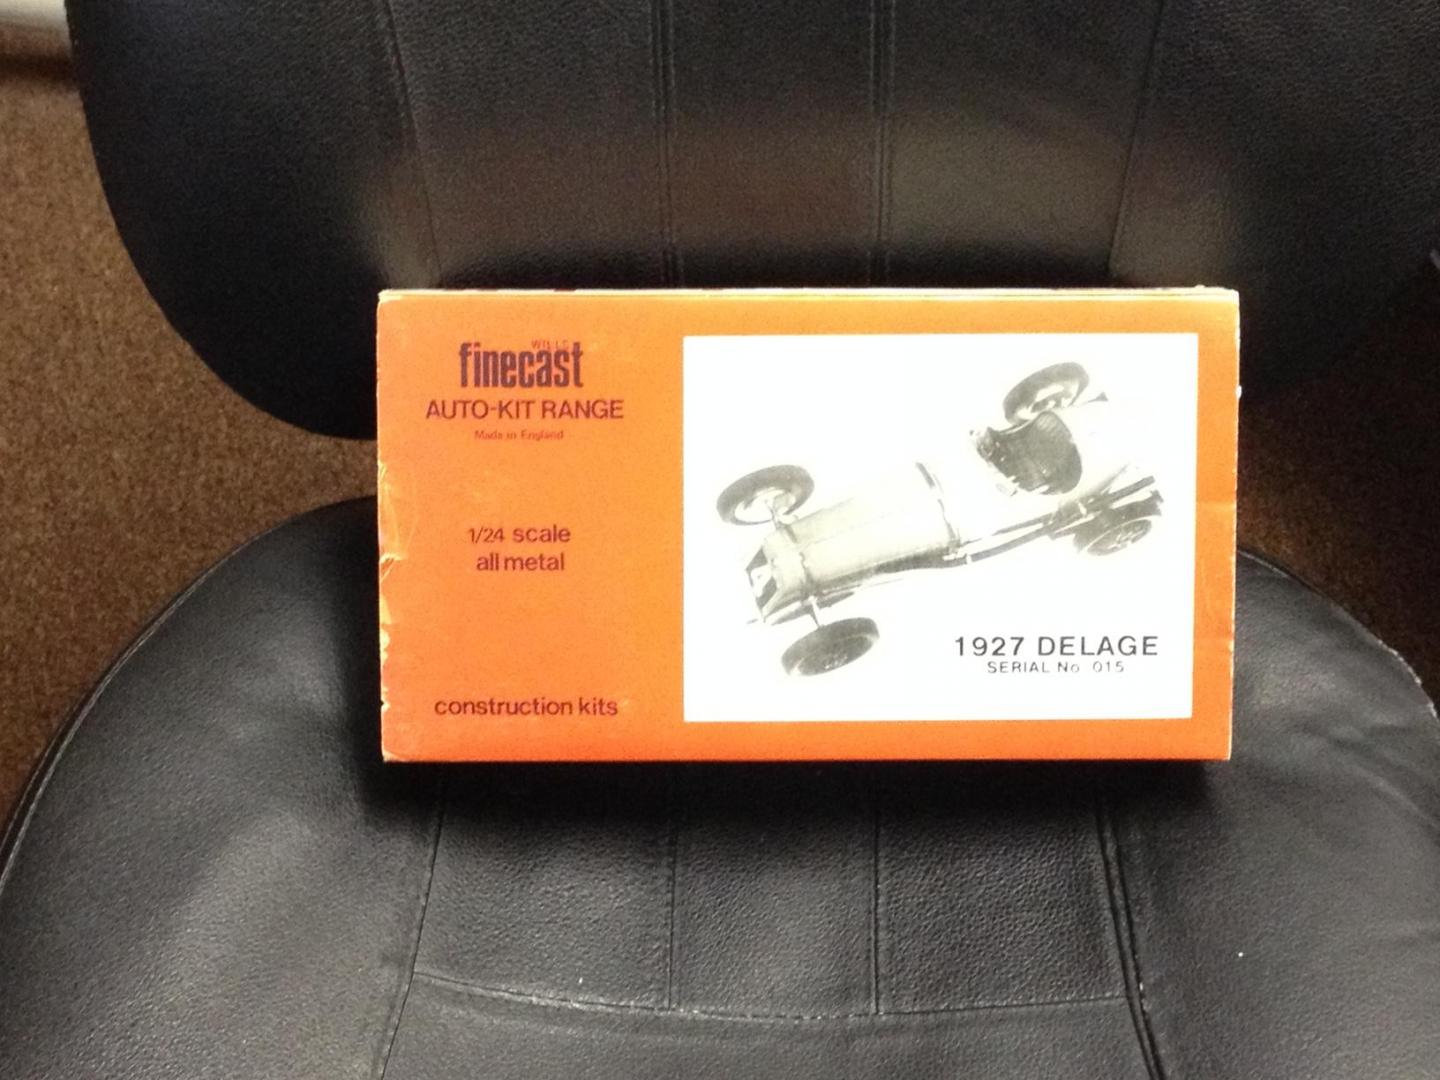 WILLS
finecast
AUTO-KIT RANGE
Made in England
1/24 scale
all metal
construction kits
1927 DELAGE
SERIAL No 015